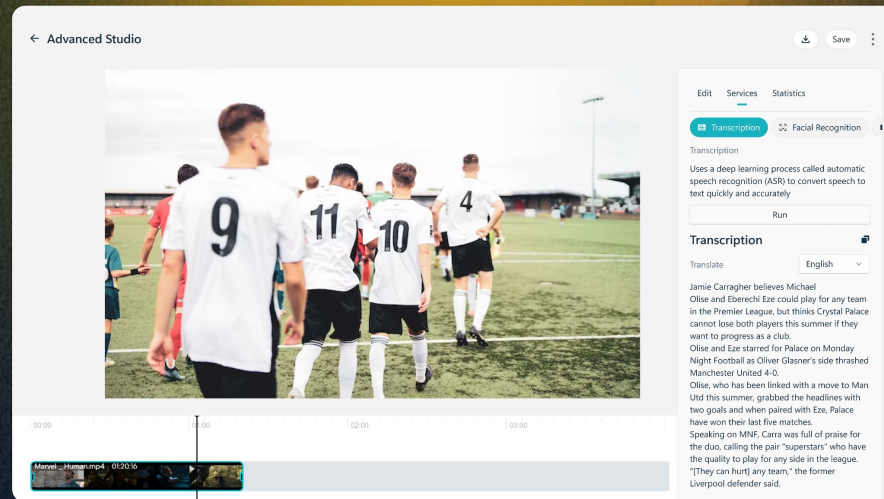 Advanced Studio
Save
Edit Services Statistics
Transcription Facial Recognition
Transcription
Uses a deep learning process called automatic
speech recognition (ASR) to convert speech to
text quickly and accurately
Run
Transcription
Translate English
Jamie Carragher believes Michael
Olise and Eberechi Eze could play for any team
in the Premier League, but thinks Crystal Palace
cannot lose both players this summer if they
want to progress as a club.
Olise and Eze starred for Palace on Monday
Night Football as Oliver Glasner's side thrashed
Manchester United 4-0.
Olise, who has been linked with a move to Man
Utd this summer, grabbed the headlines with
two goals and when paired with Eze, Palace
have won their last five matches.
Speaking on MNF, Carra was full of praise for
the duo, calling the pair "superstars" who have
the quality to play for any side in the league.
"[They can hurt] any team," the former
Liverpool defender said.
9
11
10
4
00:00 01:00 02:00 03:00
Marvel _ Human.mp4 01:20:16